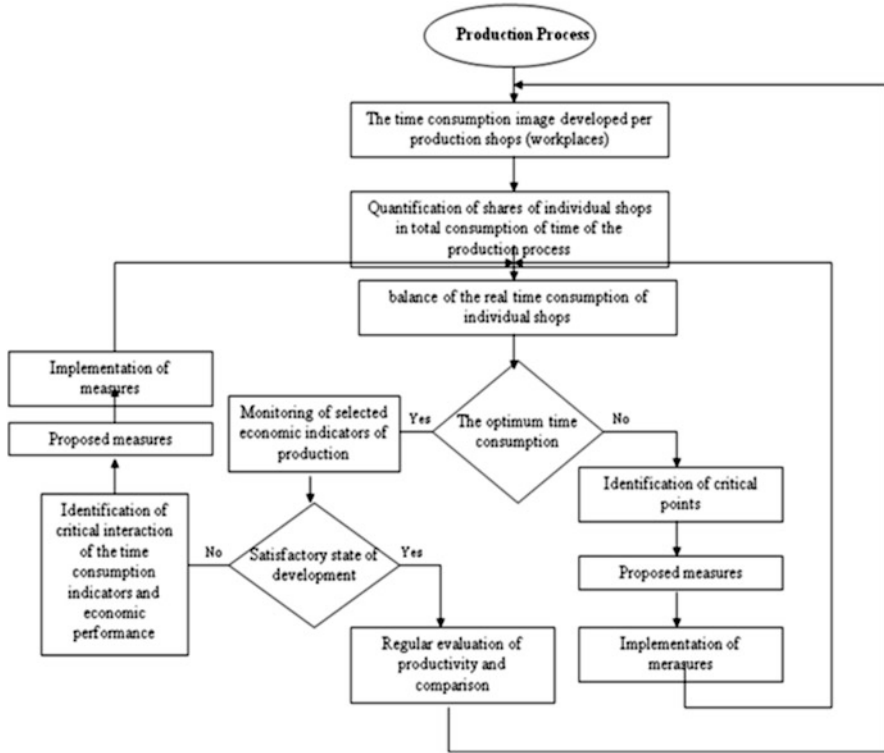 Production Process
The time consumption image developed per
production shops (workplaces)
Quantification of shares of individual shops
in total consumption of time of the
production process
balance of the real time consumption of
individual shops
The optimum time
consumption
Yes
No
Monitoring of selected
economic indicators of
production
Implementation of
measures
Proposed measures
Identification of
critical interaction
of the time
consumption
indicators and
economic
performance
No
Satisfactory state of
development
Yes
Regular evaluation of
productivity and
comparison
Identification of critical
points
Proposed measures
Implementation of
merasures